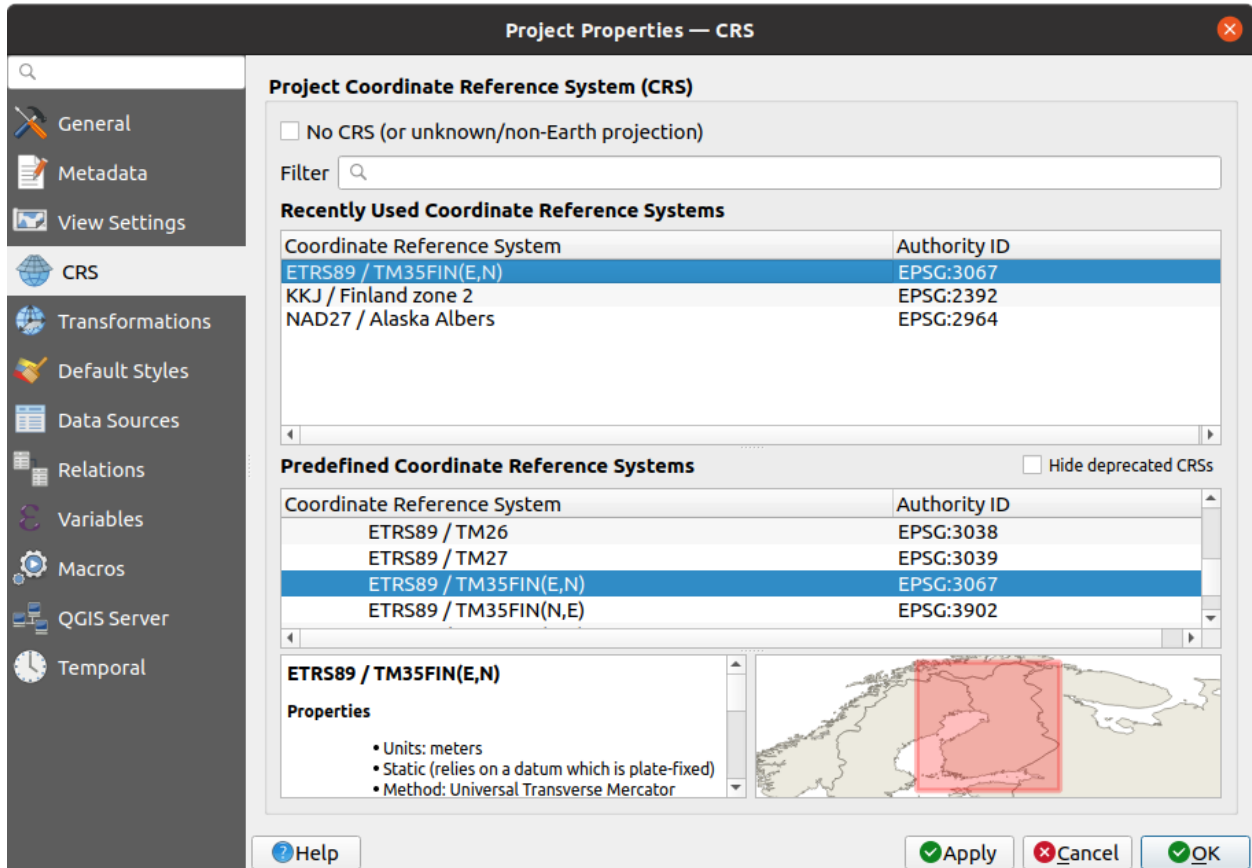 Project Properties — CRS
General
Metadata
View Settings
CRS
Transformations
Default Styles
Data Sources
Relations
Variables
Macros
QGIS Server
Temporal
Project Coordinate Reference System (CRS)
No CRS (or unknown/non-Earth projection)
Filter
Recently Used Coordinate Reference Systems
Coordinate Reference System Authority ID
ETRS89 / TM35FIN(E,N) EPSG:3067
KKJ / Finland zone 2 EPSG:2392
NAD27 / Alaska Albers EPSG:2964
Predefined Coordinate Reference Systems Hide deprecated CRSs
Coordinate Reference System Authority ID
ETRS89 / TM26 EPSG:3038
ETRS89 / TM27 EPSG:3039
ETRS89 / TM35FIN(E,N) EPSG:3067
ETRS89 / TM35FIN(N,E) EPSG:3902
ETRS89 / TM35FIN(E,N)
Properties
• Units: meters
• Static (relies on a datum which is plate-fixed)
• Method: Universal Transverse Mercator
Help Apply Cancel OK